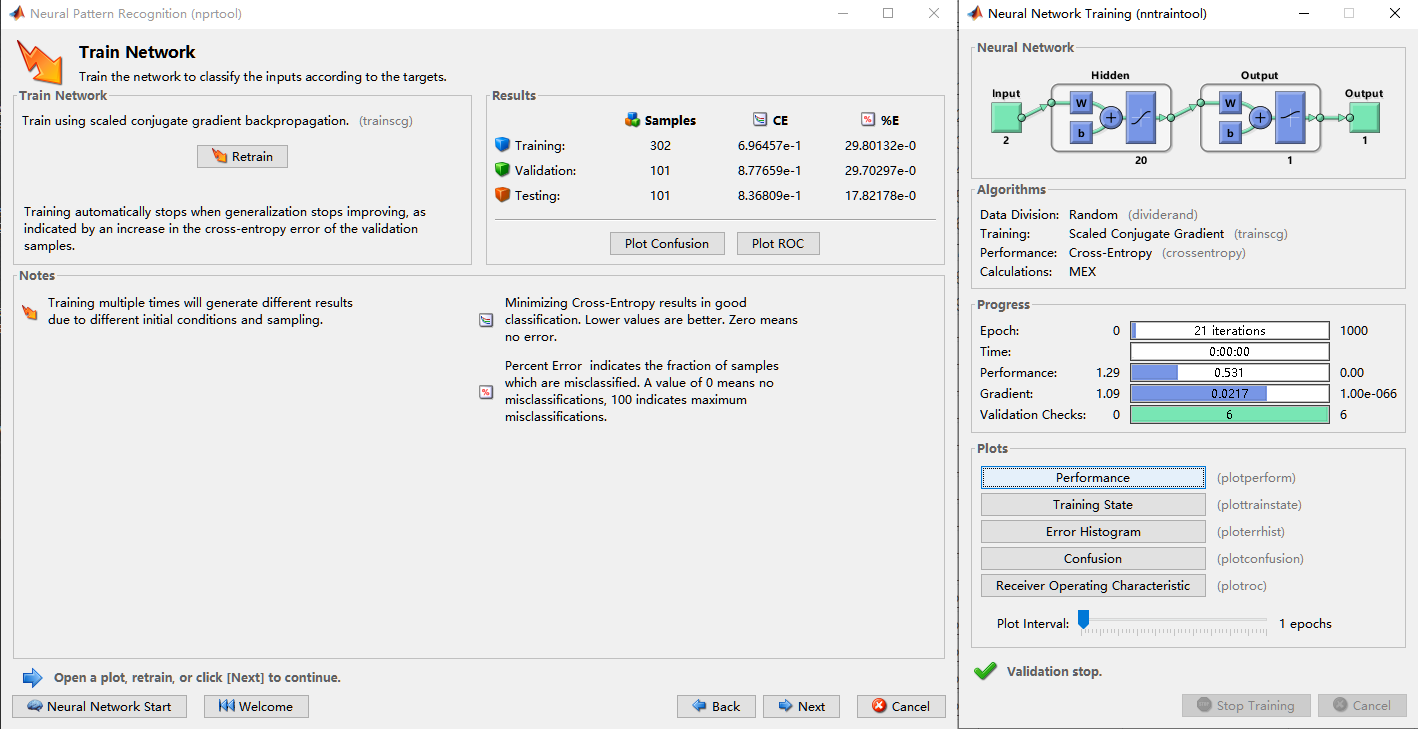 Neural Pattern Recognition (nprtool)
Train Network
Train the network to classify the inputs according to the targets.
Train Network
Train using scaled conjugate gradient backpropagation. (trainscg)
Retrain
Training automatically stops when generalization stops improving, as
indicated by an increase in the cross-entropy error of the validation
samples.
Results
Samples CE %E
Training: 302 6.96457e-1 29.80132e-0
Validation: 101 8.77659e-1 29.70297e-0
Testing: 101 8.36809e-1 17.82178e-0
Plot Confusion Plot ROC
Notes
Training multiple times will generate different results
due to different initial conditions and sampling.
Minimizing Cross-Entropy results in good
classification. Lower values are better. Zero means
no error.
Percent Error indicates the fraction of samples
which are misclassified. A value of 0 means no
misclassifications, 100 indicates maximum
misclassifications.
Open a plot, retrain, or click [Next] to continue.
Neural Network Start Welcome Back Next Cancel
Neural Network Training (nntraintool)
Neural Network
Hidden Output
Input Output
W W
b b
+ +
2 1
20 1
Algorithms
Data Division: Random (dividerand)
Training: Scaled Conjugate Gradient (trainscg)
Performance: Cross-Entropy (crossentropy)
Calculations: MEX
Progress
Epoch: 0 21 iterations 1000
Time: 0:00:00
Performance: 1.29 0.531 0.00
Gradient: 1.09 0.0217 1.00e-066
Validation Checks: 0 6 6
Plots
Performance (plotperform)
Training State (plottrainstate)
Error Histogram (ploterrhist)
Confusion (plotconfusion)
Receiver Operating Characteristic (plotroc)
Plot Interval: 1 epochs
Validation stop.
Stop Training Cancel